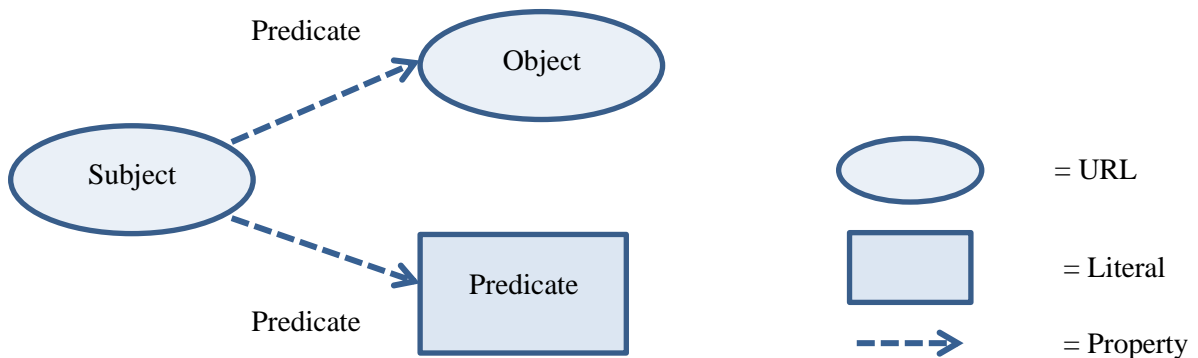 Predicate
Object
Subject
Predicate
Predicate
= URL
= Literal
= Property